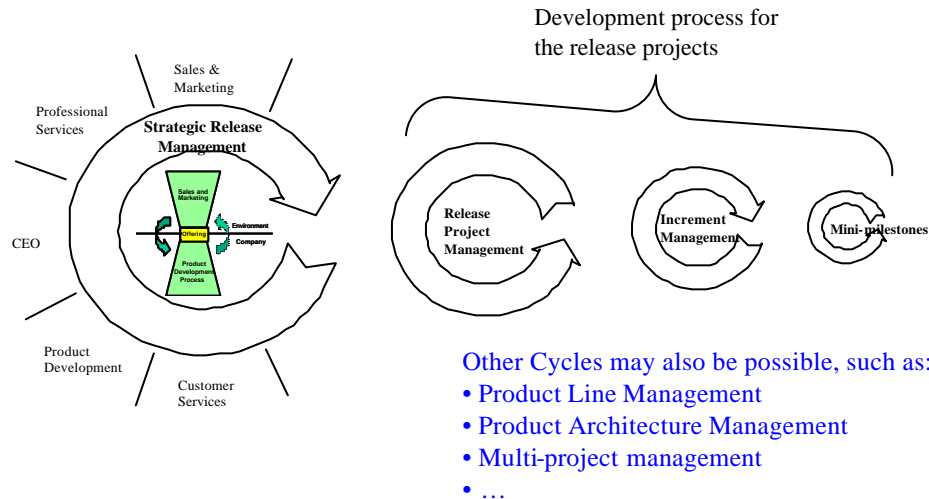 Development process for
the release projects
Sales &
Marketing
Professional
Services
Strategic Release
Management
Sales and
Marketing
Environment
Offering
Company
Product
Development
Process
CEO
Product
Development
Customer
Services
Release
Project
Management
Increment
Management
Mini-milestones
Other Cycles may also be possible, such as:
• Product Line Management
• Product Architecture Management
• Multi-project management
• …